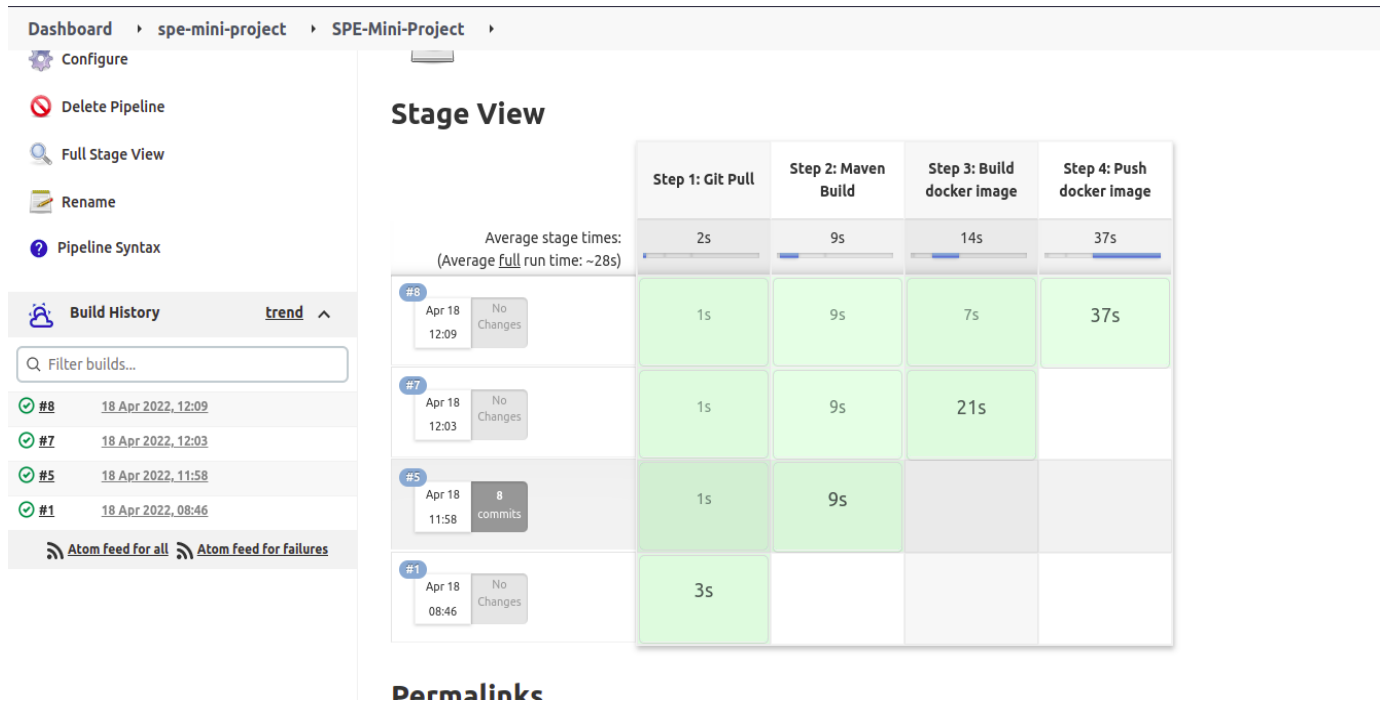 Dashboard spe-mini-project SPE-Mini-Project
Configure
Delete Pipeline
Full Stage View
Rename
Pipeline Syntax
Build History trend
Filter builds...
#8 18 Apr 2022, 12:09
#7 18 Apr 2022, 12:03
#5 18 Apr 2022, 11:58
#1 18 Apr 2022, 08:46
Atom feed for all Atom feed for failures
Stage View
Step 1: Git Pull
Step 2: Maven
Build
Step 3: Build
docker image
Step 4: Push
docker image
Average stage times:
(Average full run time: ~28s)
2s 9s 14s 37s
#8
Apr 18
12:09
No
Changes
1s 9s 7s 37s
#7
Apr 18
12:03
No
Changes
1s 9s 21s
#5
Apr 18
11:58
8
commits
1s 9s
#1
Apr 18
08:46
No
Changes
3s
Permalinks